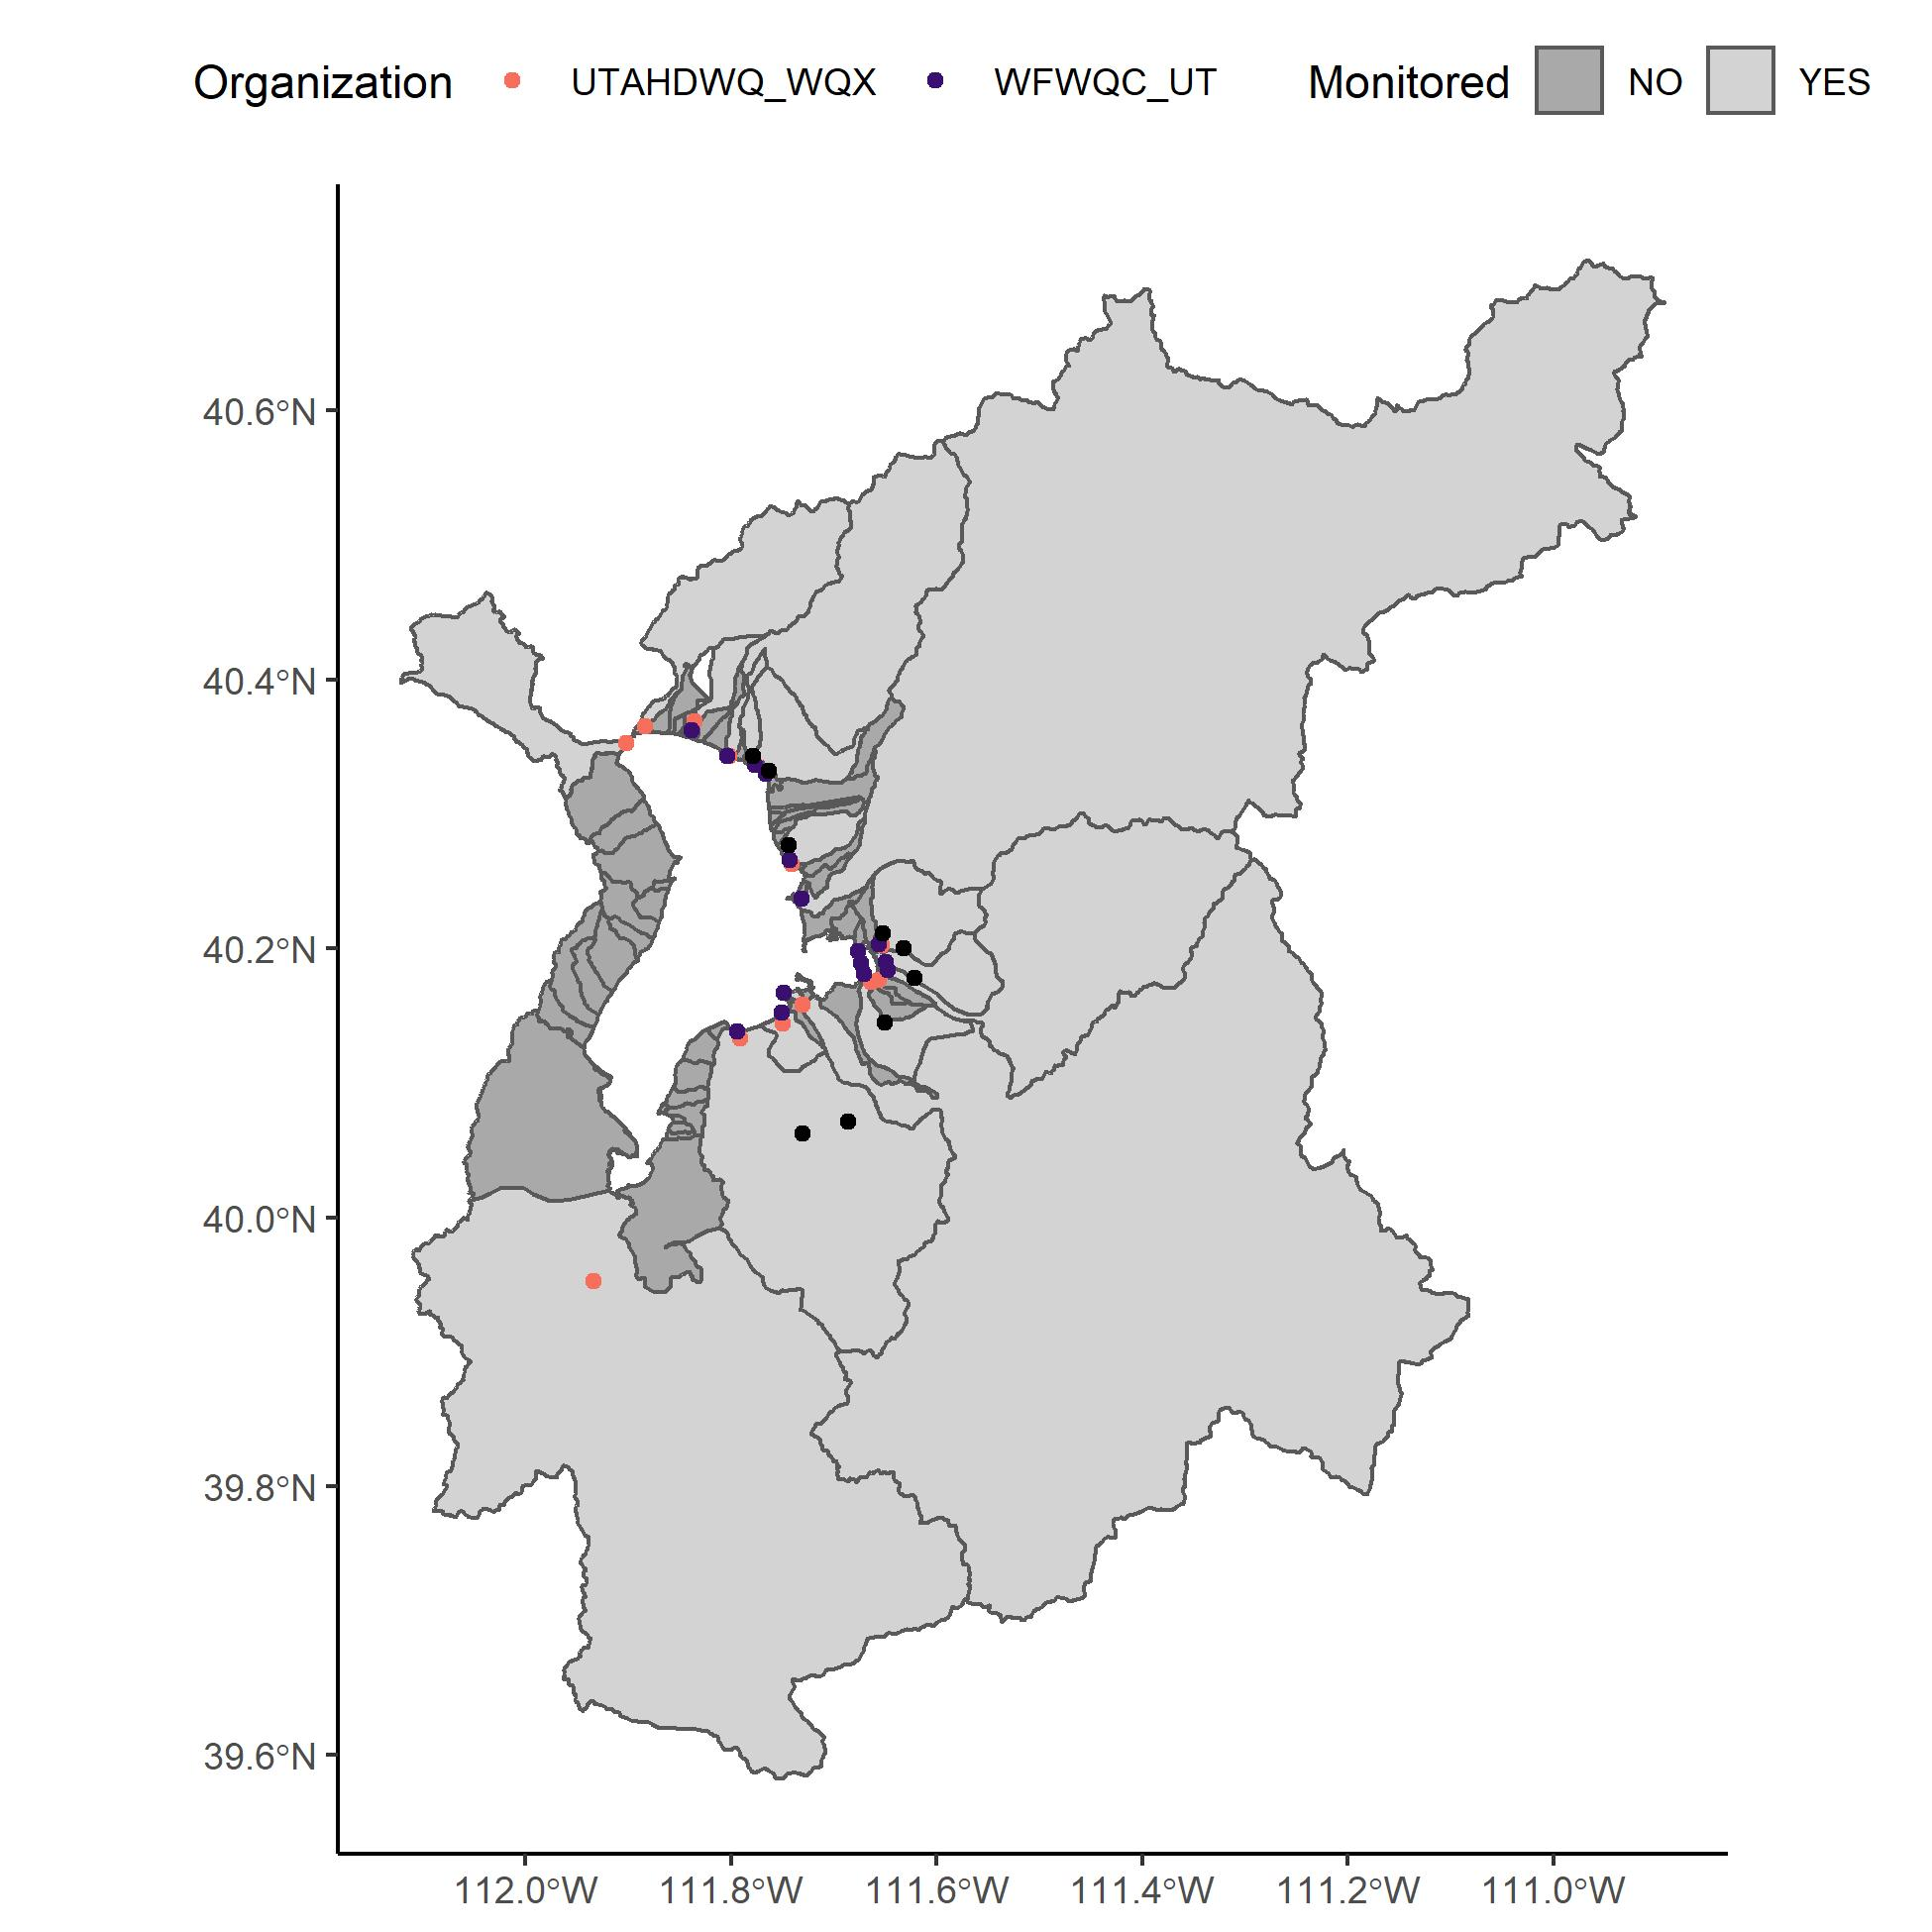 Organization UTAHDWQ_WQX WFWQC_UT Monitored NO YES
40.6°N
40.4°N
40.2°N
40.0°N
39.8°N
39.6°N
112.0°W 111.8°W 111.6°W 111.4°W 111.2°W 111.0°W